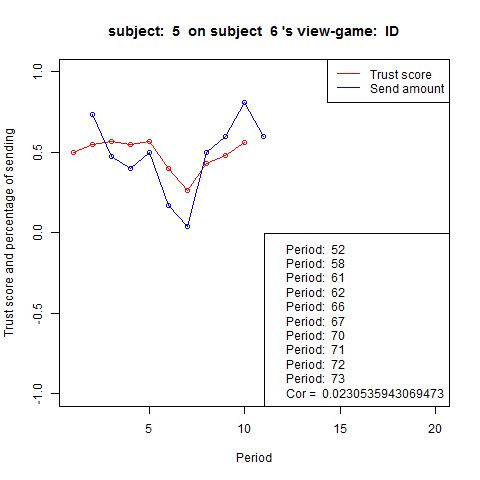 subject:  5  on subject  6 's view-game:  ID
Trust score
Send amount
Trust score and percentage of sending
1.0
0.5
0.0
-0.5
-1.0
Period:  52
Period:  58
Period:  61
Period:  62
Period:  66
Period:  67
Period:  70
Period:  71
Period:  72
Period:  73
Cor =  0.0230535943069473
5 10 15 20
Period